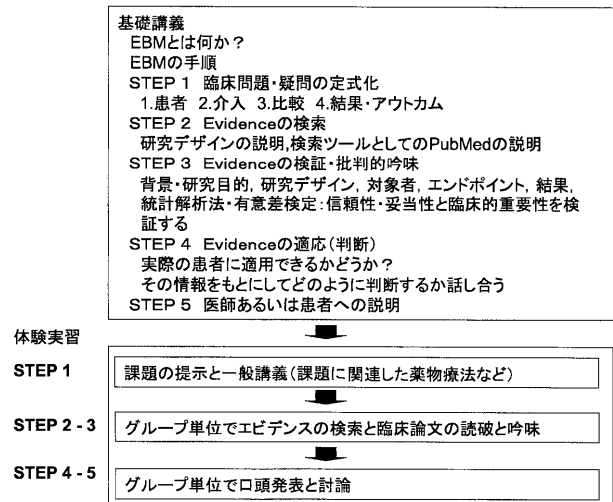 基礎講義
EBMとは何か？
EBMの手順
STEP 1 臨床問題・疑問の定式化
1.患者 2.介入 3.比較 4.結果・アウトカム
STEP 2 Evidenceの検索
研究デザインの説明,検索ツールとしてのPubMedの説明
STEP 3 Evidenceの検証・批判的吟味
背景・研究目的, 研究デザイン, 対象者, エンドポイント, 結果,
統計解析法・有意差検定：信頼性・妥当性と臨床的重要性を検
証する
STEP 4 Evidenceの適応（判断）
実際の患者に適用できるかどうか？
その情報をもとにしてどのように判断するか話し合う
STEP 5 医師あるいは患者への説明
体験実習
STEP 1
課題の提示と一般講義（課題に関連した薬物療法など）
STEP 2 - 3
グループ単位でエビデンスの検索と臨床論文の読破と吟味
STEP 4 - 5
グループ単位で口頭発表と討論